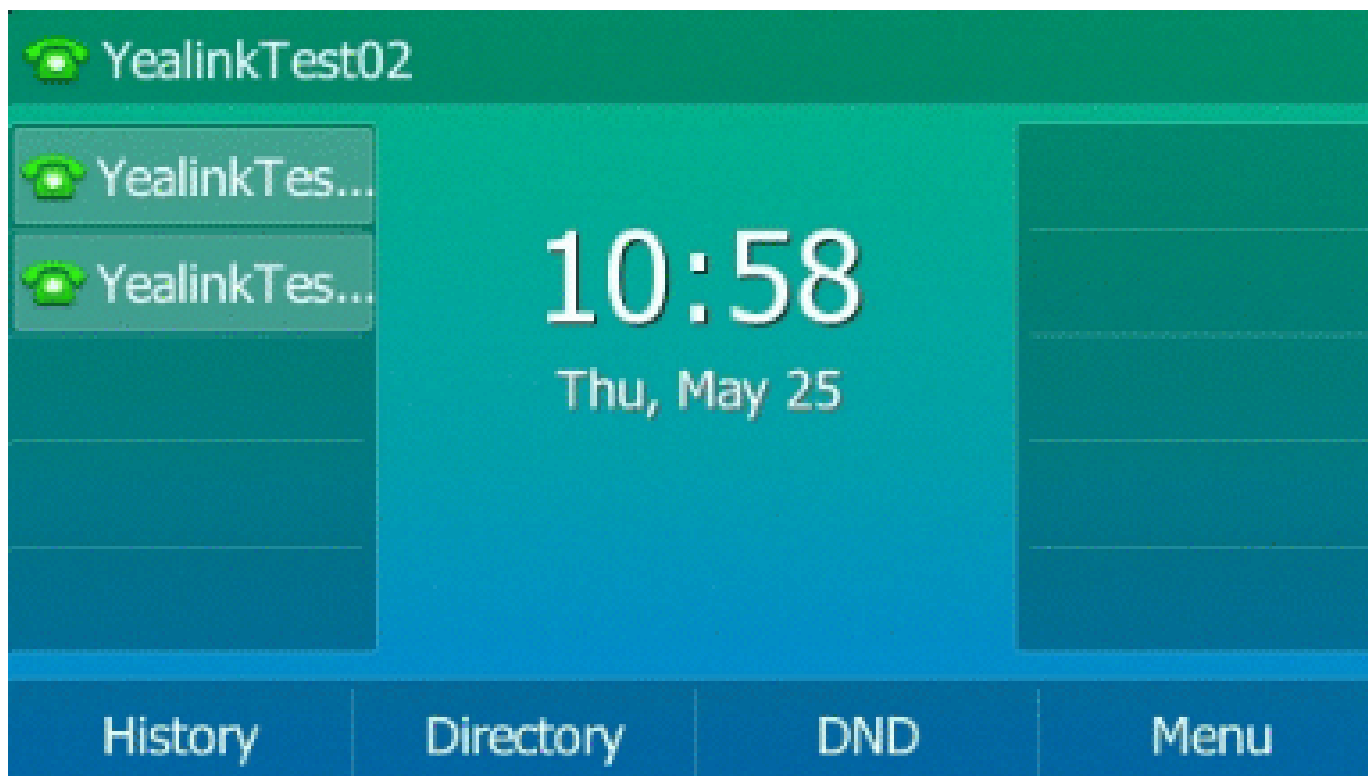 YealinkTest02
YealinkTes...
YealinkTes...
10:58
Thu, May 25
History Directory DND Menu